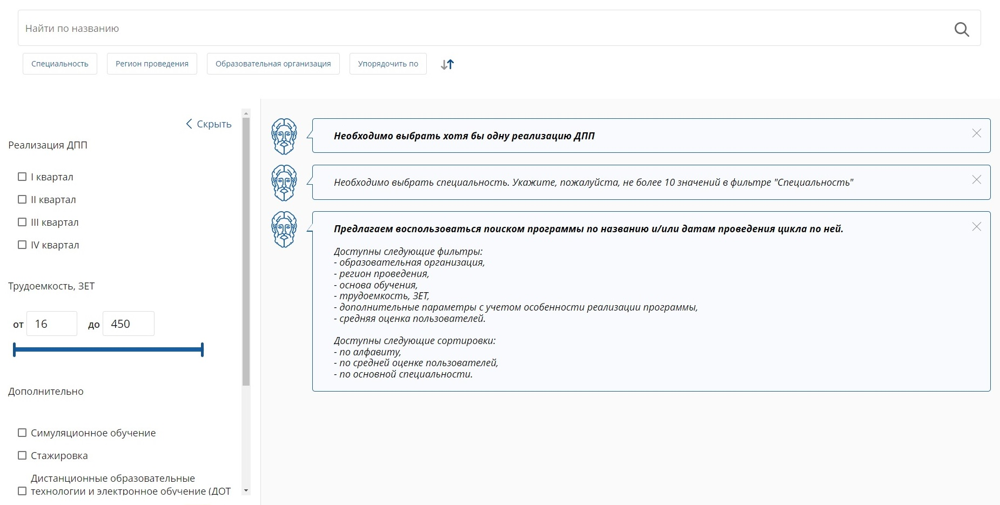 Найти по названию
Специальность
Регион проведения
Образовательная организация
Упорядочить по
Скрыть
Реализация ДПП
I квартал
II квартал
III квартал
IV квартал
Трудоемкость, ЗЕТ
от 16 до 450
Дополнительно
Симуляционное обучение
Стажировка
Дистанционные образовательные
технологии и электронное обучение (ДОТ
Необходимо выбрать хотя бы одну реализацию ДПП
Необходимо выбрать специальность. Укажите, пожалуйста, не более 10 значений в фильтре "Специальность"
Предлагаем воспользоваться поиском программы по названию и/или датам проведения цикла по ней.
Доступны следующие фильтры:
- образовательная организация,
- регион проведения,
- основа обучения,
- трудоемкость, ЗЕТ,
- дополнительные параметры с учетом особенности реализации программы,
- средняя оценка пользователей.
Доступны следующие сортировки:
- по алфавиту,
- по средней оценке пользователей,
- по основной специальности.